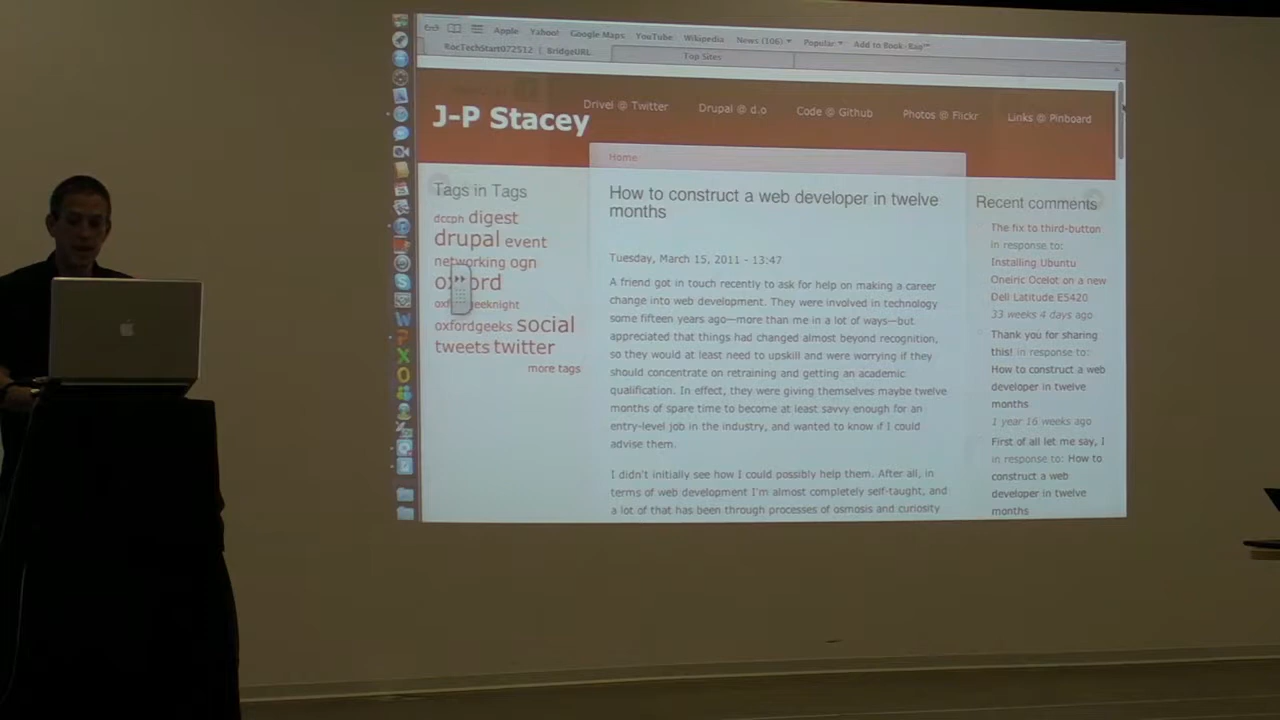 Apple Yahoo! Google Maps YouTube Wikipedia News (106) Popular Add to Book-Rap
RocTechStart072512 | BridgeURL
Top Sites
J-P Stacey
Drivel @ Twitter
Drupal @ d.o
Code @ Github
Photos @ Flickr
Links @ Pinboard
Home
Tags in Tags
dccph digest
drupal event
networking ogn
oxfordgeeks social
tweets twitter
more tags
How to construct a web developer in twelve
months
Tuesday, March 15, 2011 - 13:47
A friend got in touch recently to ask for help on making a career
change into web development. They were involved in technology
some fifteen years ago—more than me in a lot of ways—but
appreciated that things had changed almost beyond recognition,
so they would at least need to upskill and were worrying if they
should concentrate on retraining and getting an academic
qualification. In effect, they were giving themselves maybe twelve
months of spare time to become at least savvy enough for an
entry-level job in the industry, and wanted to know if I could
advise them.
I didn't initially see how I could possibly help them. After all, in
terms of web development I'm almost completely self-taught, and
a lot of that has been through processes of osmosis and curiosity
Recent comments
The fix to third-button
in response to:
Installing Ubuntu
Oneiric Ocelot on a new
Dell Latitude E5420
33 weeks 4 days ago
Thank you for sharing
this! in response to:
How to construct a web
developer in twelve
months
1 year 16 weeks ago
First of all let me say, I
in response to: How to
construct a web
developer in twelve
months